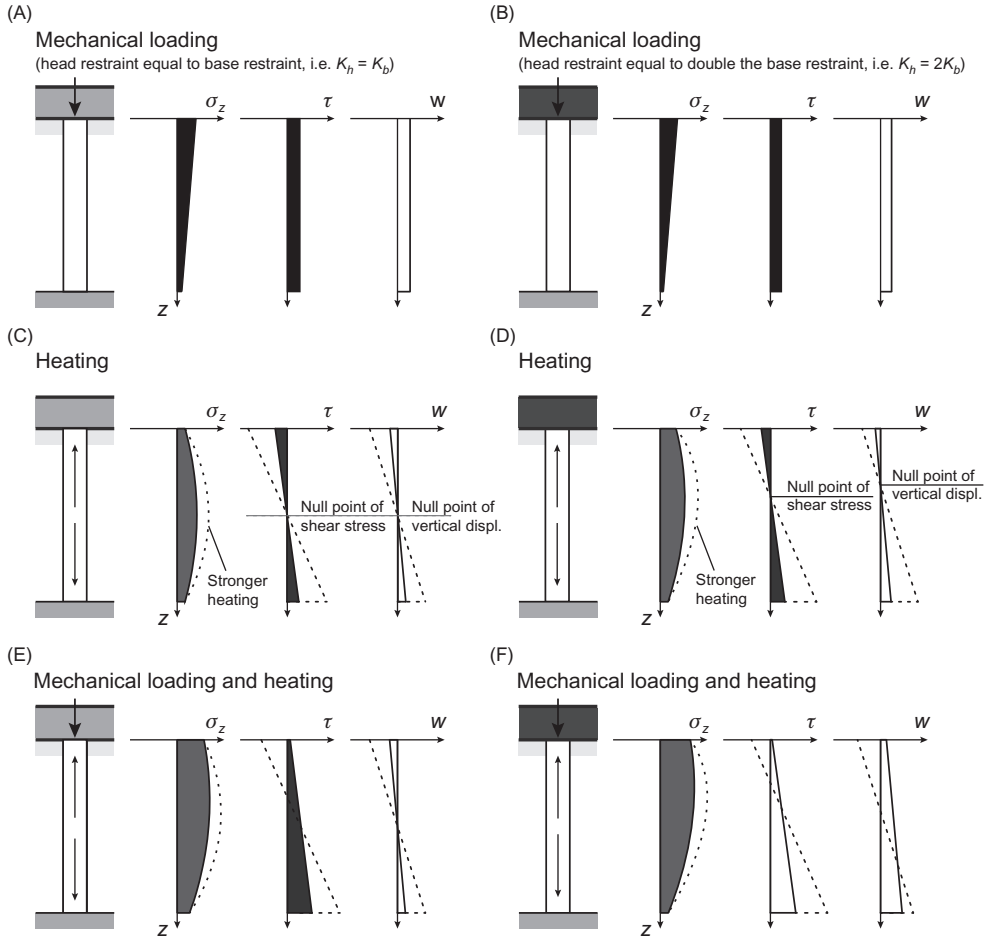 (A)
Mechanical loading
(head restraint equal to base restraint, i.e. K_h = K_b)
σ_z
τ
w
z
(B)
Mechanical loading
(head restraint equal to double the base restraint, i.e. K_h = 2K_b)
σ_z
τ
w
z
(C)
Heating
σ_z
τ
w
Null point of
shear stress
Null point of
vertical displ.
Stronger
heating
z
(D)
Heating
σ_z
τ
w
Null point of
shear stress
Null point of
vertical displ.
Stronger
heating
z
(E)
Mechanical loading and heating
σ_z
τ
w
z
(F)
Mechanical loading and heating
σ_z
τ
w
z